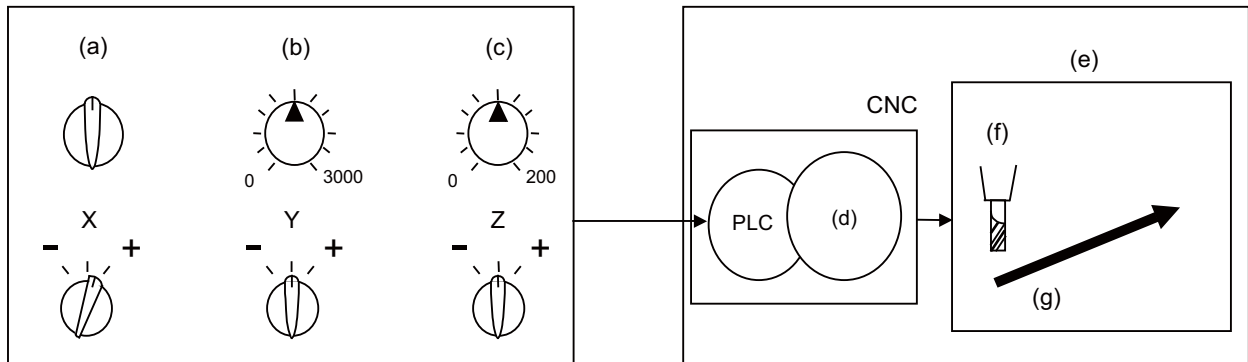 (a) (b) (c)
0 3000 0 200
X Y Z
- + - + - +
(e)
CNC
(f)
PLC (d)
(g)